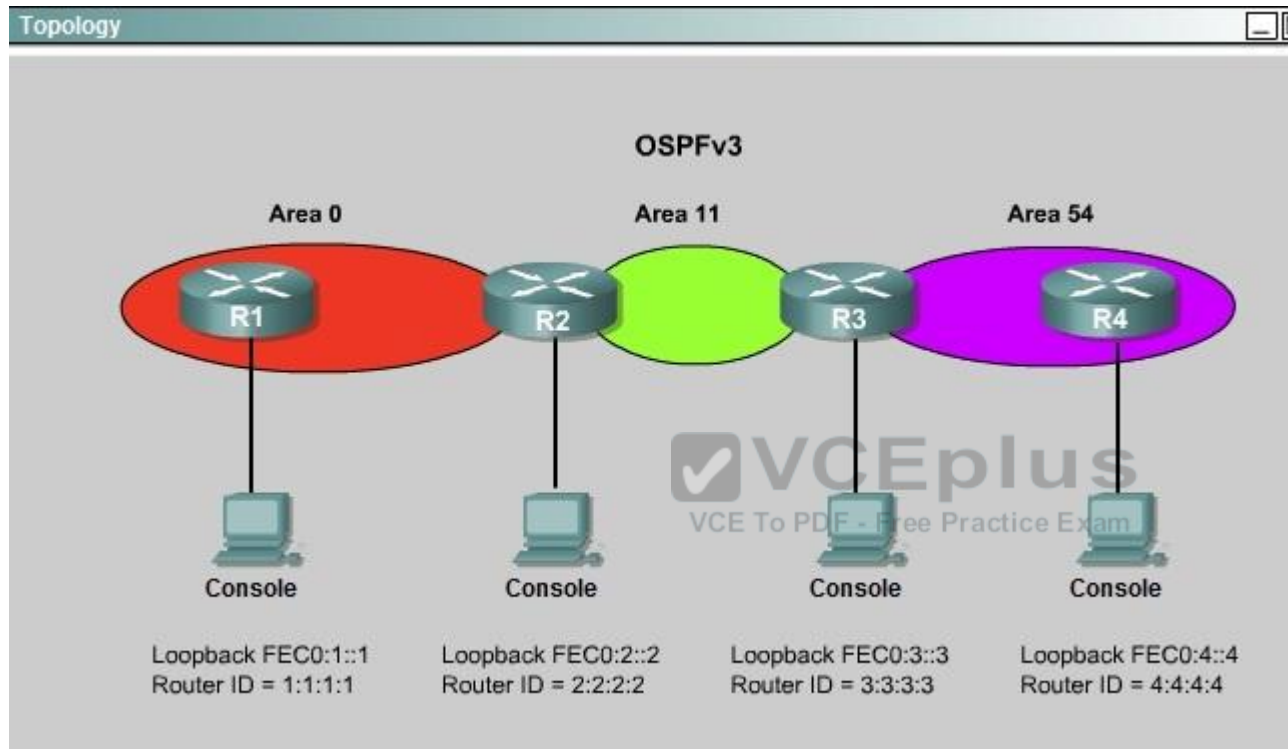 Topology
OSPFv3
Area 0 Area 11 Area 54
R1 R2 R3 R4
VCEplus
VCE To PDF - Free Practice Exam
Console Console Console Console
Loopback FEC0:1::1 Loopback FEC0:2::2 Loopback FEC0:3::3 Loopback FEC0:4::4
Router ID = 1:1:1:1 Router ID = 2:2:2:2 Router ID = 3:3:3:3 Router ID = 4:4:4:4